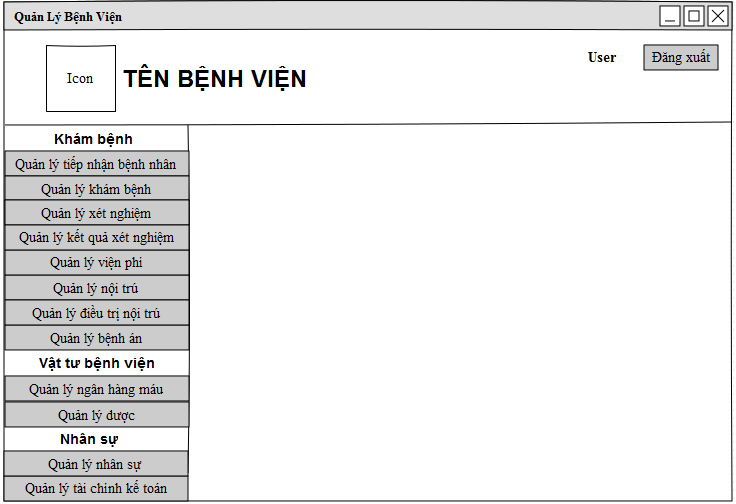 Quản Lý Bệnh Viện
Icon
TÊN BỆNH VIỆN
User
Đăng xuất
Khám bệnh
Quản lý tiếp nhận bệnh nhân
Quản lý khám bệnh
Quản lý xét nghiệm
Quản lý kết quả xét nghiệm
Quản lý viện phí
Quản lý nội trú
Quản lý điều trị nội trú
Quản lý bệnh án
Vật tư bệnh viện
Quản lý ngân hàng máu
Quản lý dược
Nhân sự
Quản lý nhân sự
Quản lý tài chính kế toán